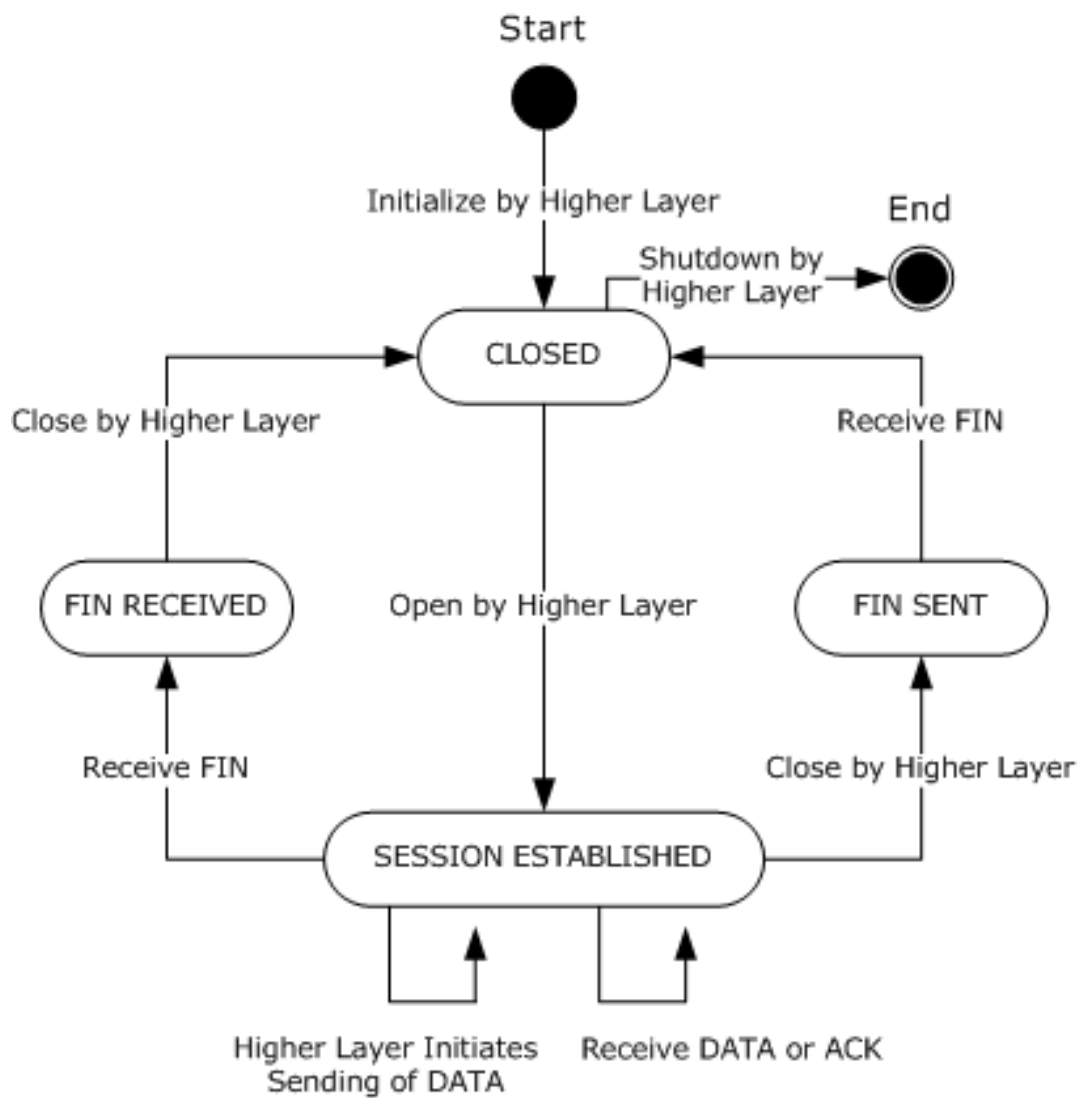 Start
Initialize by Higher Layer
End
Shutdown by
Higher Layer
CLOSED
Close by Higher Layer
Receive FIN
FIN RECEIVED
Open by Higher Layer
FIN SENT
Receive FIN
Close by Higher Layer
SESSION ESTABLISHED
Higher Layer Initiates
Sending of DATA
Receive DATA or ACK